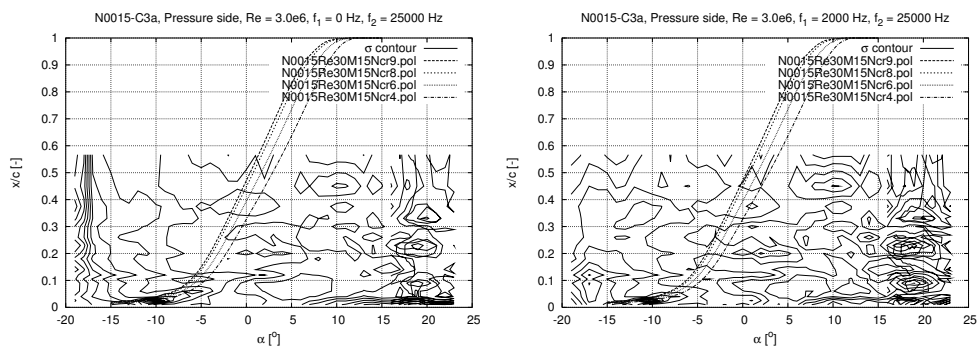 N0015-C3a, Pressure side, Re = 3.0e6, f1 = 0 Hz, f2 = 25000 Hz
σ contour
N0015Re30M15Ncr9.pol
N0015Re30M15Ncr8.pol
N0015Re30M15Ncr6.pol
N0015Re30M15Ncr4.pol
1
0.9
0.8
0.7
0.6
0.5
0.4
0.3
0.2
0.1
0
x/c [-]
-20 -15 -10 -5 0 5 10 15 20 25
α [o]
N0015-C3a, Pressure side, Re = 3.0e6, f1 = 2000 Hz, f2 = 25000 Hz
σ contour
N0015Re30M15Ncr9.pol
N0015Re30M15Ncr8.pol
N0015Re30M15Ncr6.pol
N0015Re30M15Ncr4.pol
1
0.9
0.8
0.7
0.6
0.5
0.4
0.3
0.2
0.1
0
x/c [-]
-20 -15 -10 -5 0 5 10 15 20 25
α [o]